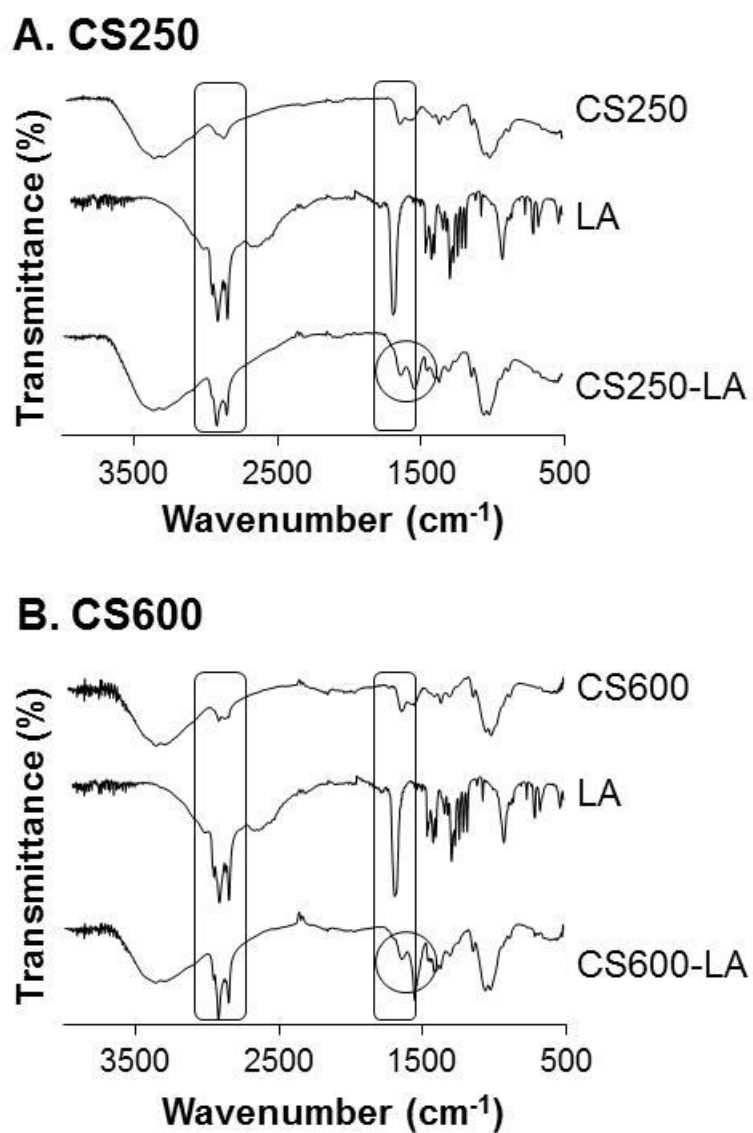 A. CS250
CS250
LA
CS250-LA
Transmittance (%)
3500 2500 1500 500
Wavenumber (cm-1)
B. CS600
CS600
LA
CS600-LA
Transmittance (%)
3500 2500 1500 500
Wavenumber (cm-1)